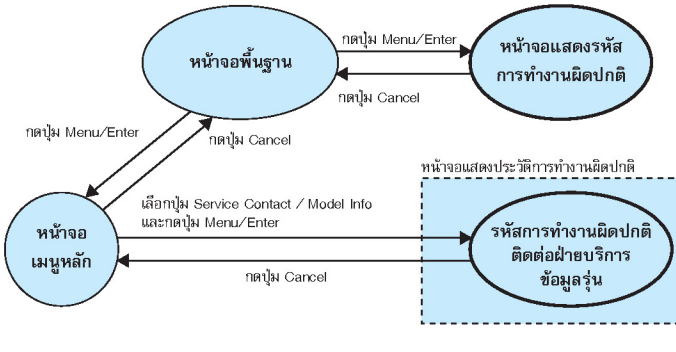 กดปุ่ม Menu/Enter
หน้าจอพื้นฐาน
หน้าจอแสดงรหัส
การทำงานผิดปกติ
กดปุ่ม Cancel
กดปุ่ม Menu/Enter
กดปุ่ม Cancel
หน้าจอแสดงประวัติการทำงานผิดปกติ
เลือกปุ่ม Service Contact / Model Info
และกดปุ่ม Menu/Enter
หน้าจอ
เมนูหลัก
รหัสการทำงานผิดปกติ
ติดต่อฝ่ายบริการ
ข้อมูลรุ่น
กดปุ่ม Cancel